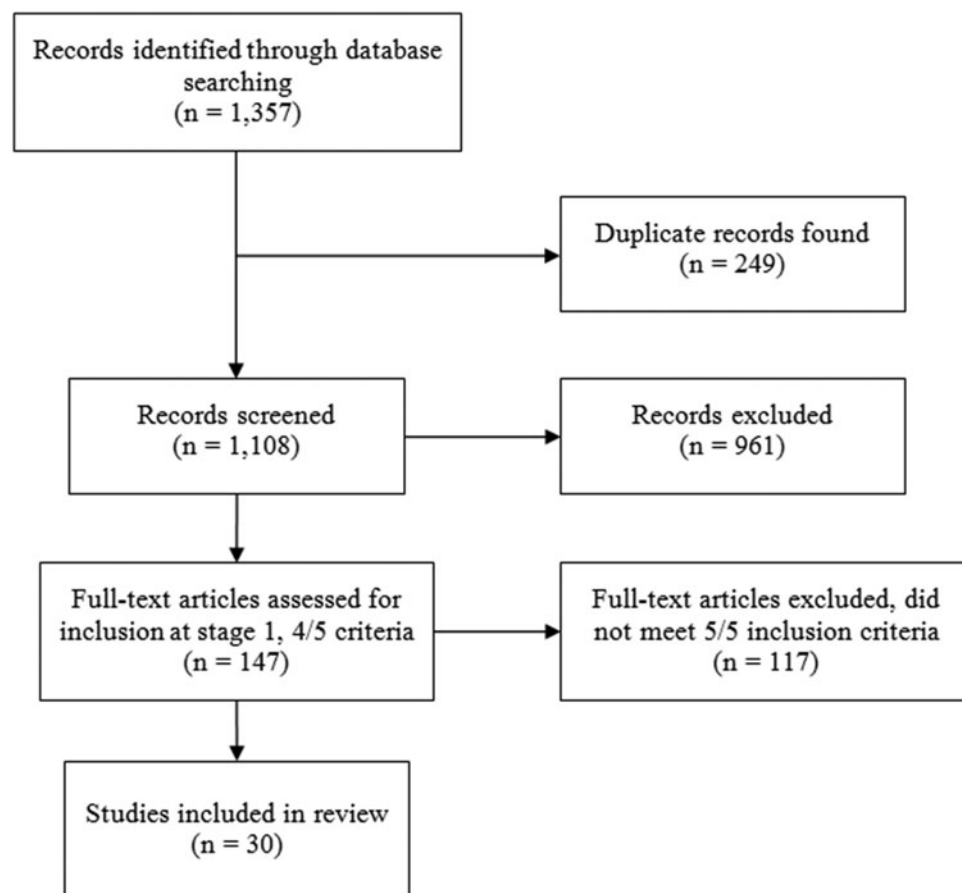 Records identified through database
searching
(n = 1,357)
Duplicate records found
(n = 249)
Records screened
(n = 1,108)
Records excluded
(n = 961)
Full-text articles assessed for
inclusion at stage 1, 4/5 criteria
(n = 147)
Full-text articles excluded, did
not meet 5/5 inclusion criteria
(n = 117)
Studies included in review
(n = 30)